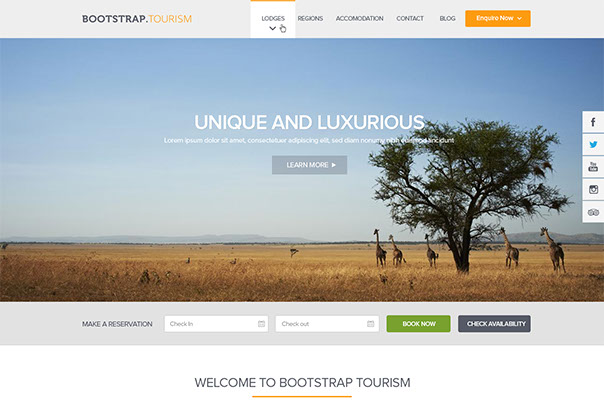 BOOTSTRAP.TOURISM
LODGES REGIONS ACCOMODATION CONTACT BLOG Enquire Now
UNIQUE AND LUXURIOUS
Lorem ipsum dolor sit amet, consectetuer adipiscing elit, sed diam nonummy nibh euismod tincidunt
LEARN MORE
You Tube
MAKE A RESERVATION Check In Check out BOOK NOW CHECK AVAILABILITY
WELCOME TO BOOTSTRAP TOURISM